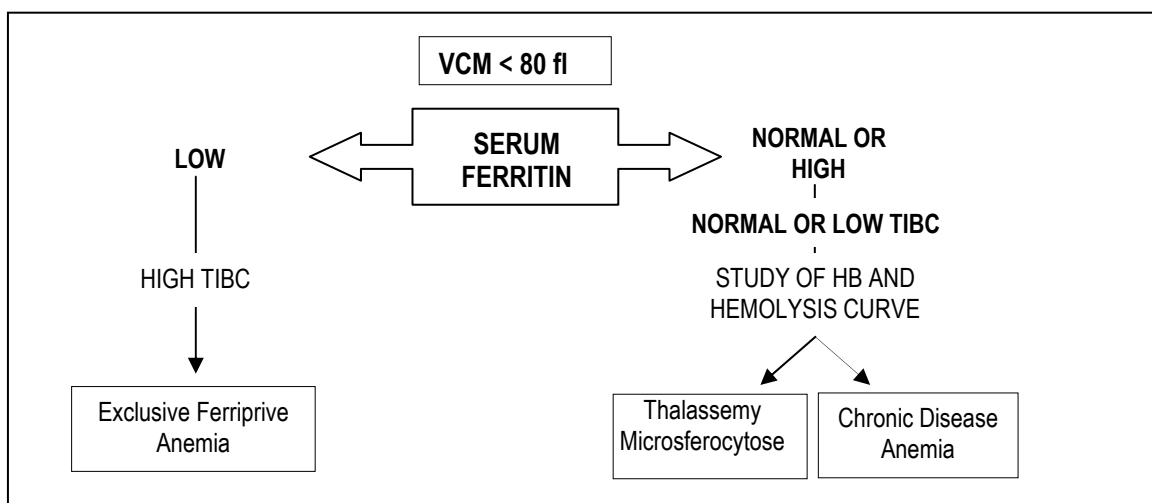 VCM < 80 fl
SERUM
FERRITIN
LOW
HIGH TIBC
Exclusive Ferriprive
Anemia
NORMAL OR
HIGH
NORMAL OR LOW TIBC
STUDY OF HB AND
HEMOLYSIS CURVE
Thalassemy
Microsferocytose
Chronic Disease
Anemia